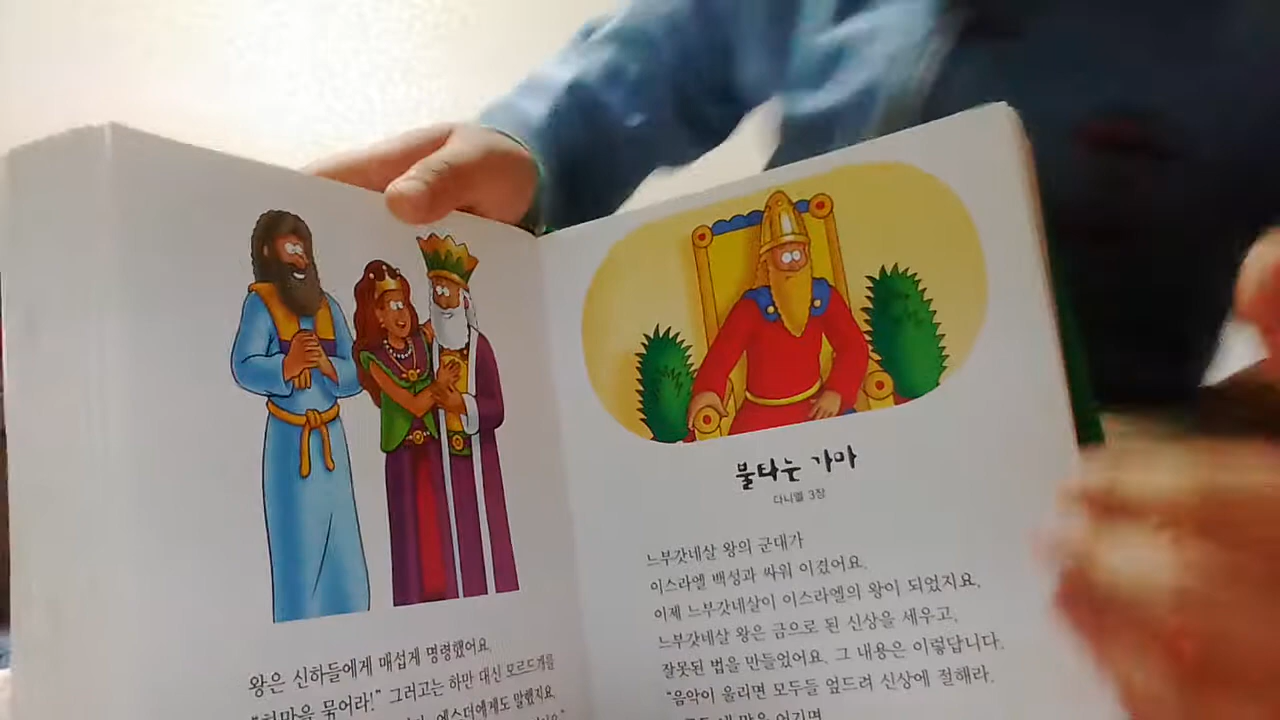 왕은 신하들에게 매섭게 명령했어요.
묶어라!” 그러고는 하만 대신 모르드개를
에스더에게도 말했지요.
불타는 가마
다니엘 3장
느부갓네살 왕의 군대가
이스라엘 백성과 싸워 이겼어요.
이제 느부갓네살이 이스라엘의 왕이 되었지요.
느부갓네살 왕은 금으로 된 신상을 세우고,
잘못된 법을 만들었어요. 그 내용은 이렇답니다.
“음악이 울리면 모두들 엎드려 신상에 절해라.